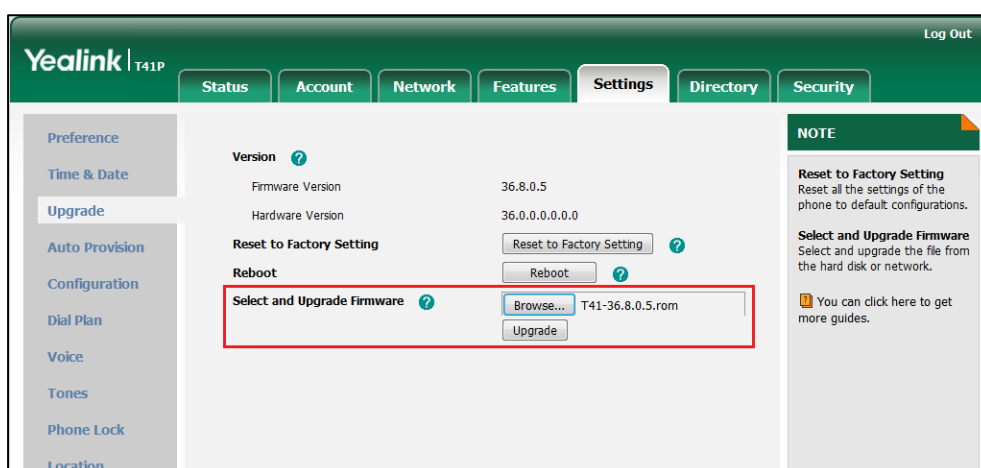 Log Out
Yealink | T41P
Status Account Network Features Settings Directory Security
Preference
Time & Date
Upgrade
Auto Provision
Configuration
Dial Plan
Voice
Tones
Phone Lock
Location
Version ?
Firmware Version 36.8.0.5
Hardware Version 36.0.0.0.0.0.0
Reset to Factory Setting Reset to Factory Setting ?
Reboot Reboot ?
Select and Upgrade Firmware ? Browse... T41-36.8.0.5.rom
Upgrade
NOTE
Reset to Factory Setting
Reset all the settings of the
phone to default configurations.
Select and Upgrade Firmware
Select and upgrade the file from
the hard disk or network.
? You can click here to get
more guides.